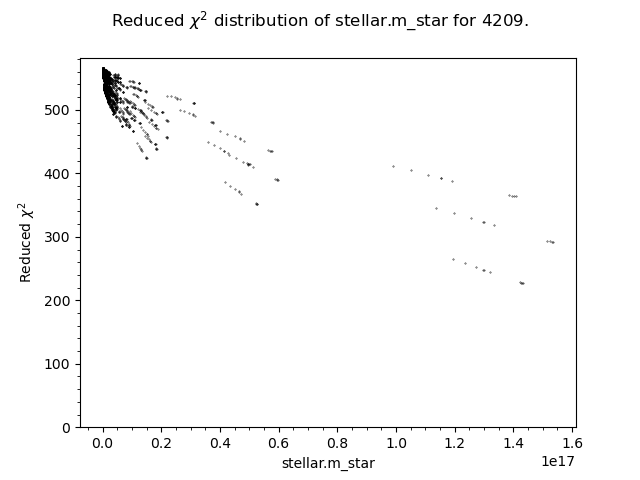 Reduced χ² distribution of stellar.m_star for 4209.
500
400
300
200
100
0
Reduced χ²
0.0 0.2 0.4 0.6 0.8 1.0 1.2 1.4 1.6
1e17
stellar.m_star